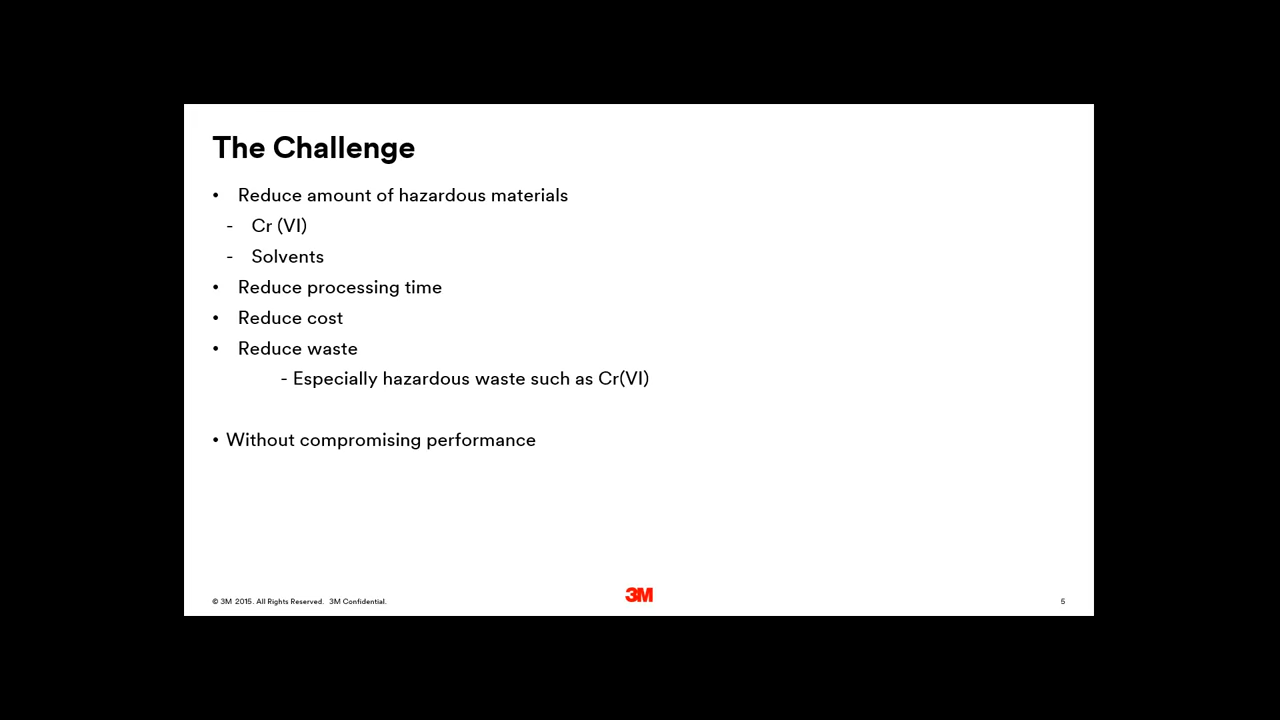 The Challenge
• Reduce amount of hazardous materials
- Cr (VI)
- Solvents
• Reduce processing time
• Reduce cost
• Reduce waste
- Especially hazardous waste such as Cr(VI)
• Without compromising performance
© 3M 2015. All Rights Reserved. 3M Confidential.
3M
5